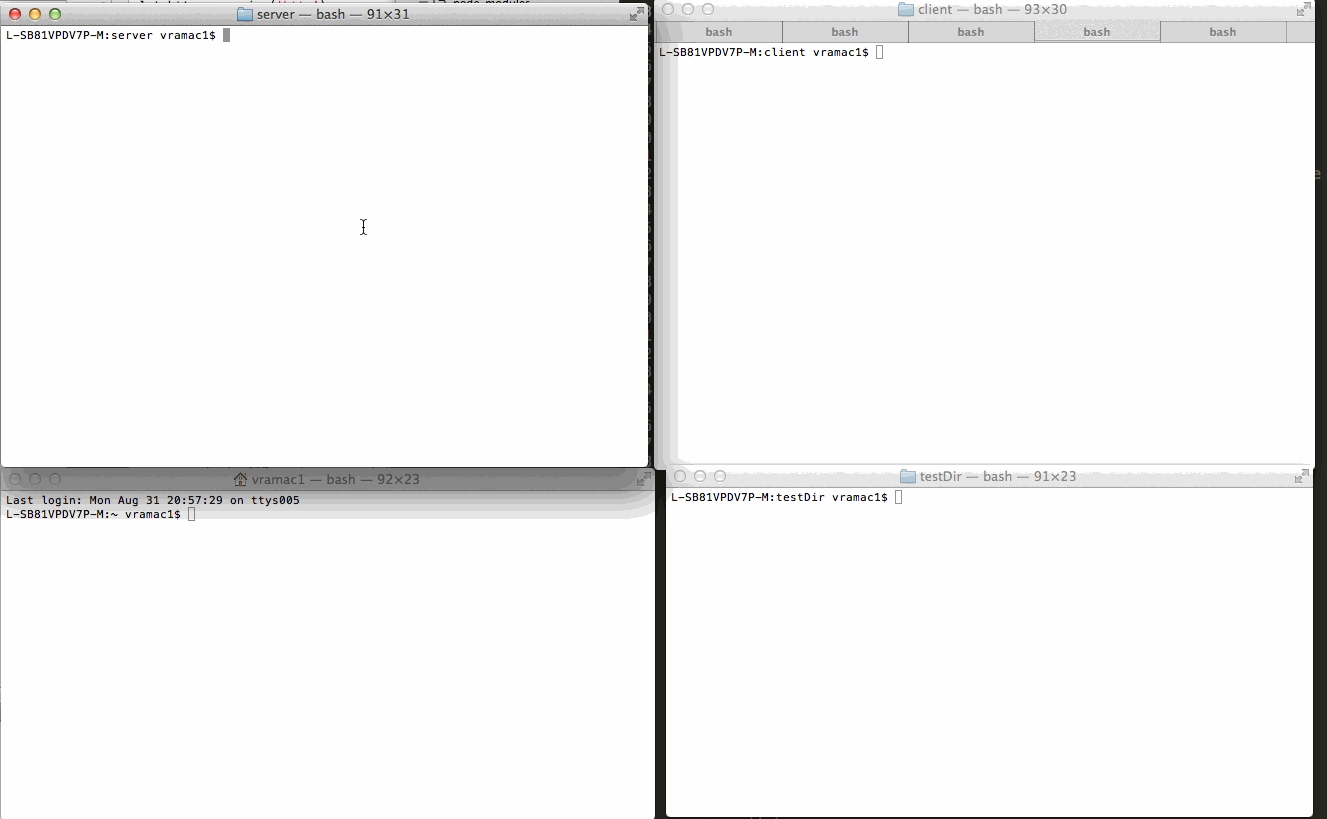 server — bash — 91×31
L-SB81VPDV7P-M:server vramac1$
client — bash — 93×30
bash bash bash bash bash
L-SB81VPDV7P-M:client vramac1$
vramac1 — bash — 92×23
Last login: Mon Aug 31 20:57:29 on ttys005
L-SB81VPDV7P-M:~ vramac1$
testDir — bash — 91×23
L-SB81VPDV7P-M:testDir vramac1$